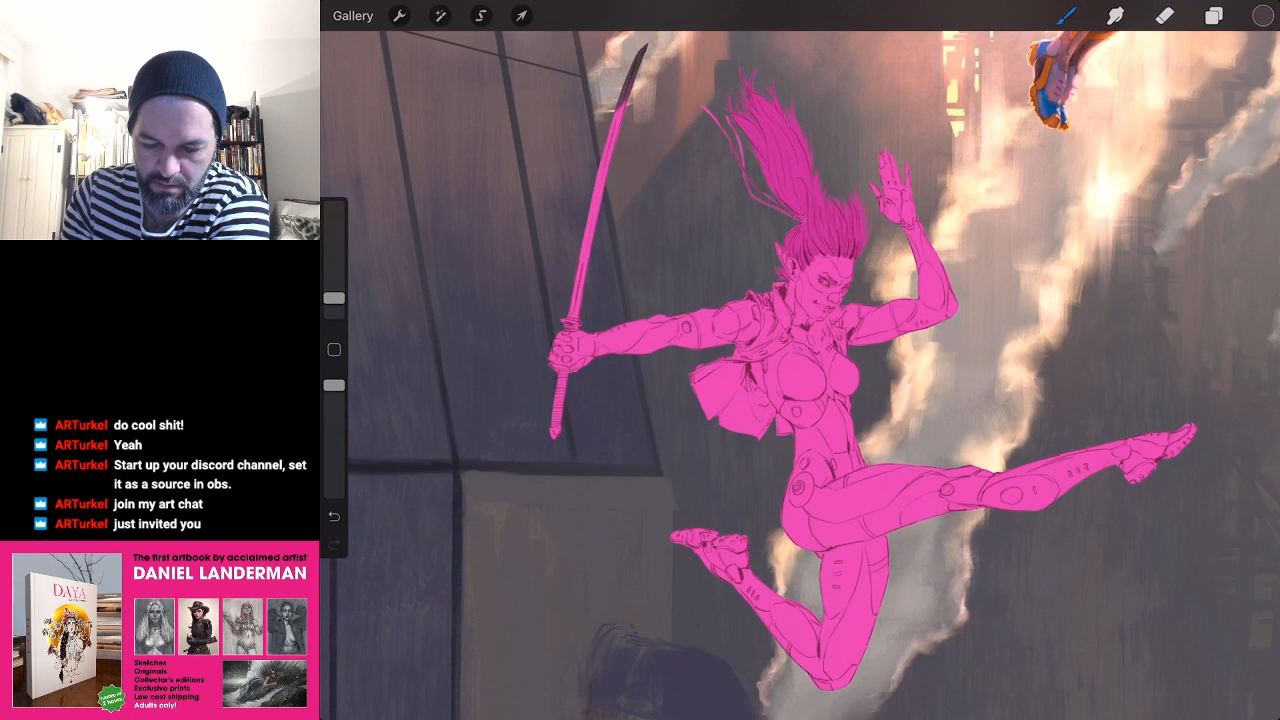 Gallery
ARTurkel do cool shit!
ARTurkel Yeah
ARTurkel Start up your discord channel, set
it as a source in obs.
ARTurkel join my art chat
ARTurkel just invited you
The first artbook by acclaimed artist
DANIEL LANDERMAN
DAYA
Sketches
Originals
Collector's editions
Exclusive prints
Low cost shipping
Adults only!